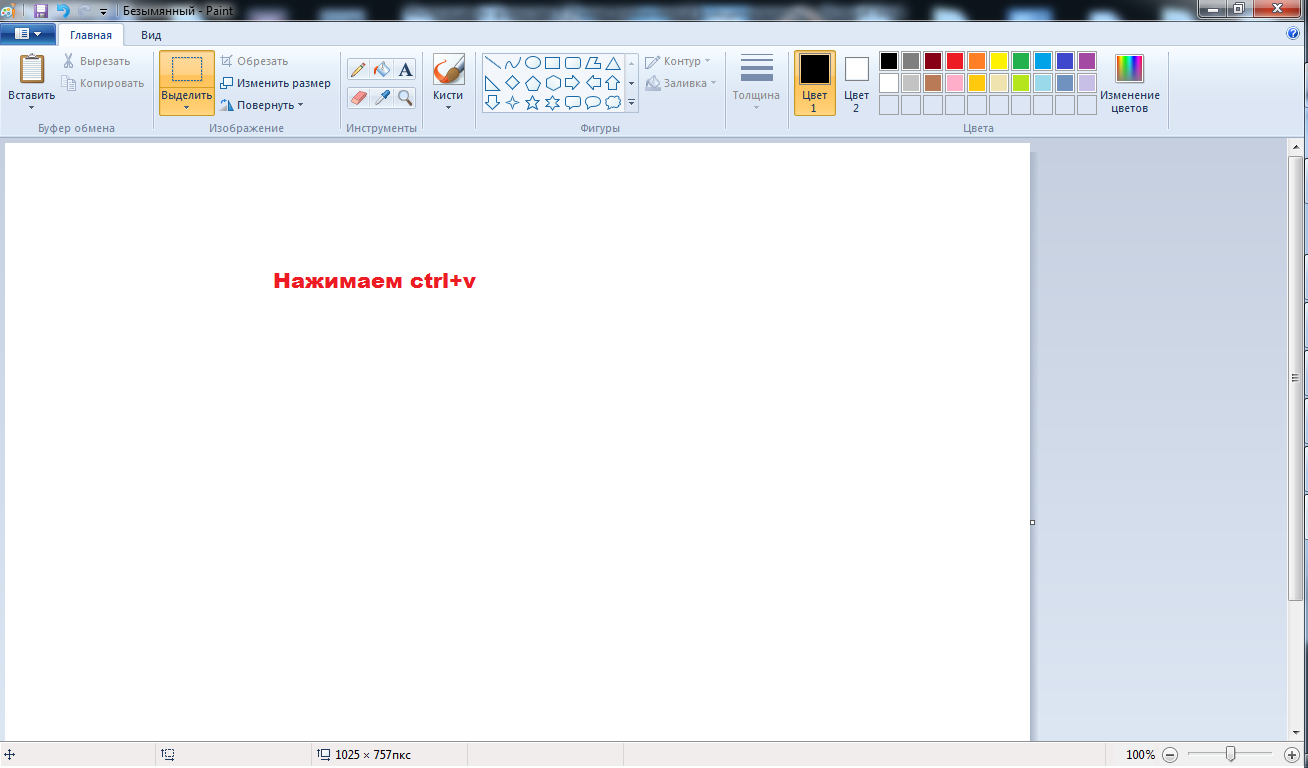 Безымянный - Paint
Главная Вид
Вставить
Вырезать
Копировать
Буфер обмена
Выделить
Обрезать
Изменить размер
Повернуть
Изображение
A
Инструменты
Кисти
Фигуры
Контур
Заливка
Толщина
Цвет
1
Цвет
2
Изменение
цветов
Цвета
Нажимаем ctrl+v
1025 × 757пкс
100%